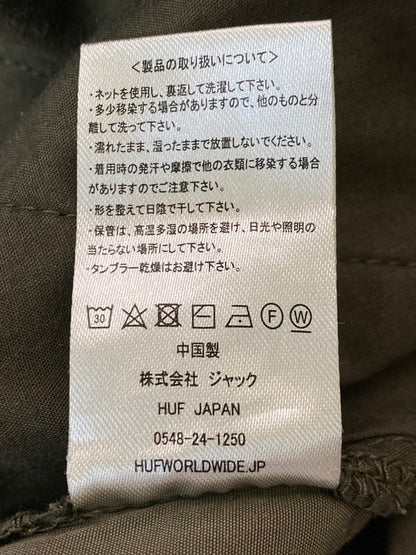 ＜製品の取り扱いについて＞
・ネットを使用し、裏返して洗濯して下さい。
・多少移染する場合がありますので、他のものと分
離して洗って下さい。
・濡れたまま、湿ったままで放置しないでください。
・着用時の発汗や摩擦で他の衣類に移染する場合
がありますのでご注意下さい。
・形を整えて日陰で干して下さい。
・保管は、高温多湿の場所を避け、日光や照明の
当たらない場所にして下さい。
・タンブラー乾燥はお避け下さい。
30 F W
中国製
株式会社 ジャック
HUF JAPAN
0548-24-1250
HUFWORLDWIDE.JP